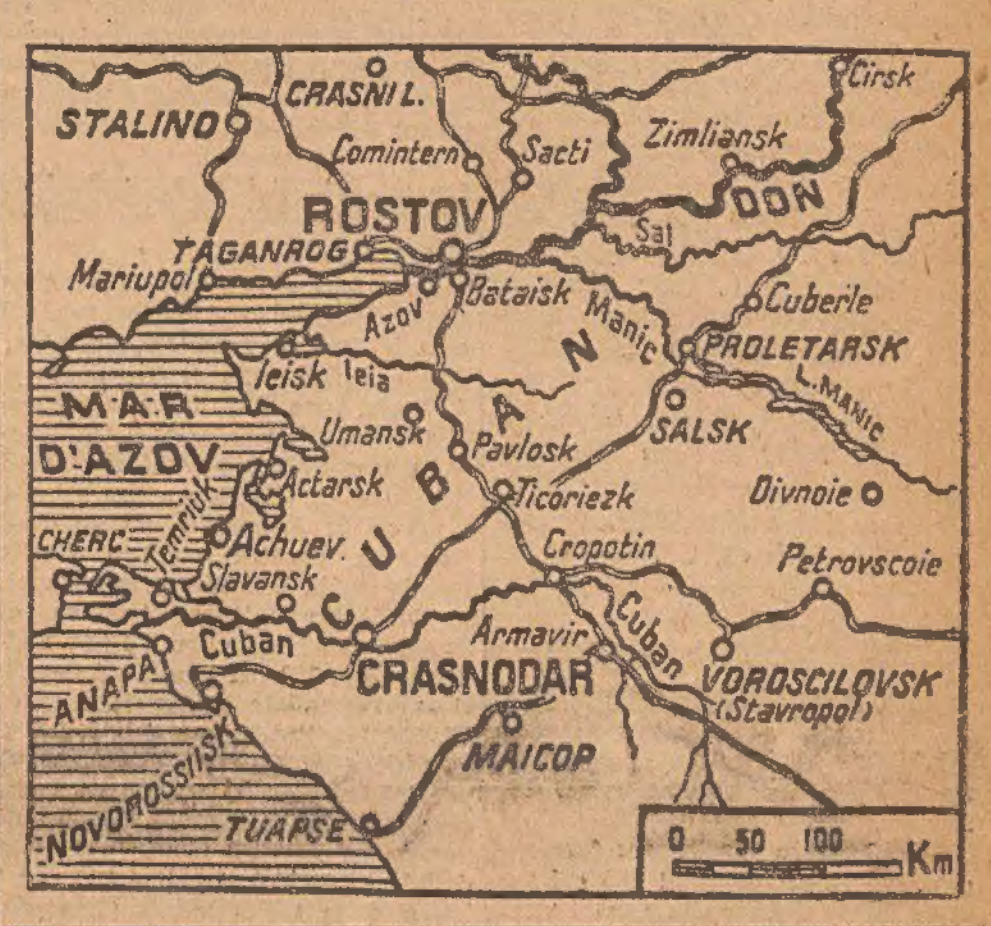 Cirsk
CRASNI L.
STALINO
Zimliansk
Comintern
Sacti
DON
ROSTOV
Sal
TAGANROG
Mariupol
Azov
Bataisk
Manic
Cuberle
PROLETARSK
Ieisk
Ieia
L. MANIC
MAR
D'AZOV
Umansk
SALSK
Pavlosk
CUBAN
Actarsk
Ticoriezk
Divnoie
Temriuk
CHERC
Achuev.
Cropotin
Petrovscoie
Slavansk
Cuban
Armavir
Cuban
ANAPA
CRASNODAR
VOROSCILOVSK
(Stavropol)
MAICOP
NOVOROSSIISK
TUAPSE
0 50 100
Km